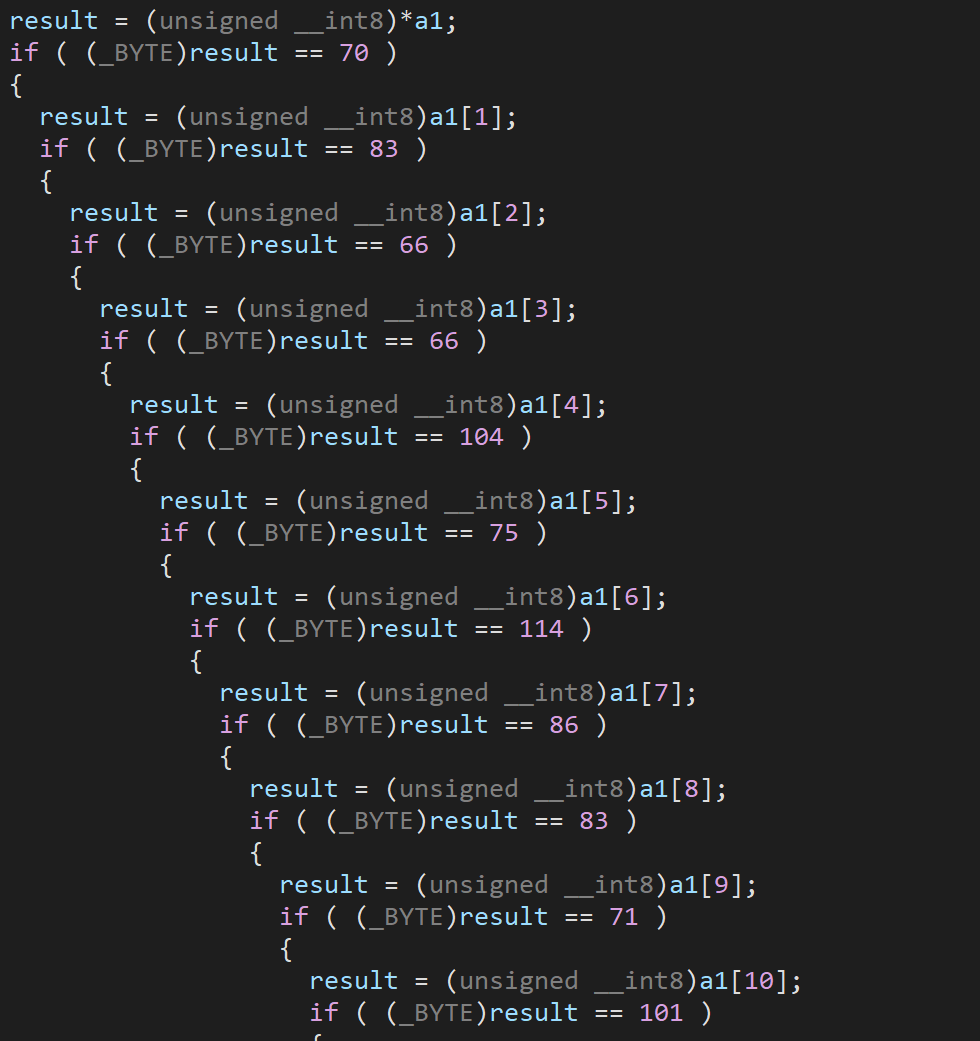 result = (unsigned __int8)*a1;
if ( (_BYTE)result == 70 )
{
result = (unsigned __int8)a1[1];
if ( (_BYTE)result == 83 )
{
result = (unsigned __int8)a1[2];
if ( (_BYTE)result == 66 )
{
result = (unsigned __int8)a1[3];
if ( (_BYTE)result == 66 )
{
result = (unsigned __int8)a1[4];
if ( (_BYTE)result == 104 )
{
result = (unsigned __int8)a1[5];
if ( (_BYTE)result == 75 )
{
result = (unsigned __int8)a1[6];
if ( (_BYTE)result == 114 )
{
result = (unsigned __int8)a1[7];
if ( (_BYTE)result == 86 )
{
result = (unsigned __int8)a1[8];
if ( (_BYTE)result == 83 )
{
result = (unsigned __int8)a1[9];
if ( (_BYTE)result == 71 )
{
result = (unsigned __int8)a1[10];
if ( (_BYTE)result == 101 )
{